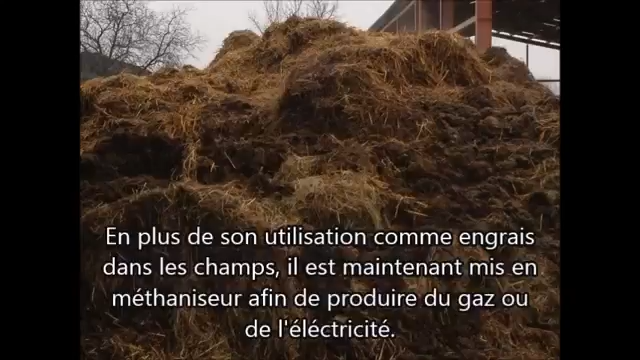 En plus de son utilisation comme engrais
dans les champs, il est maintenant mis en
méthaniseur afin de produire du gaz ou
de l'éléctricité.